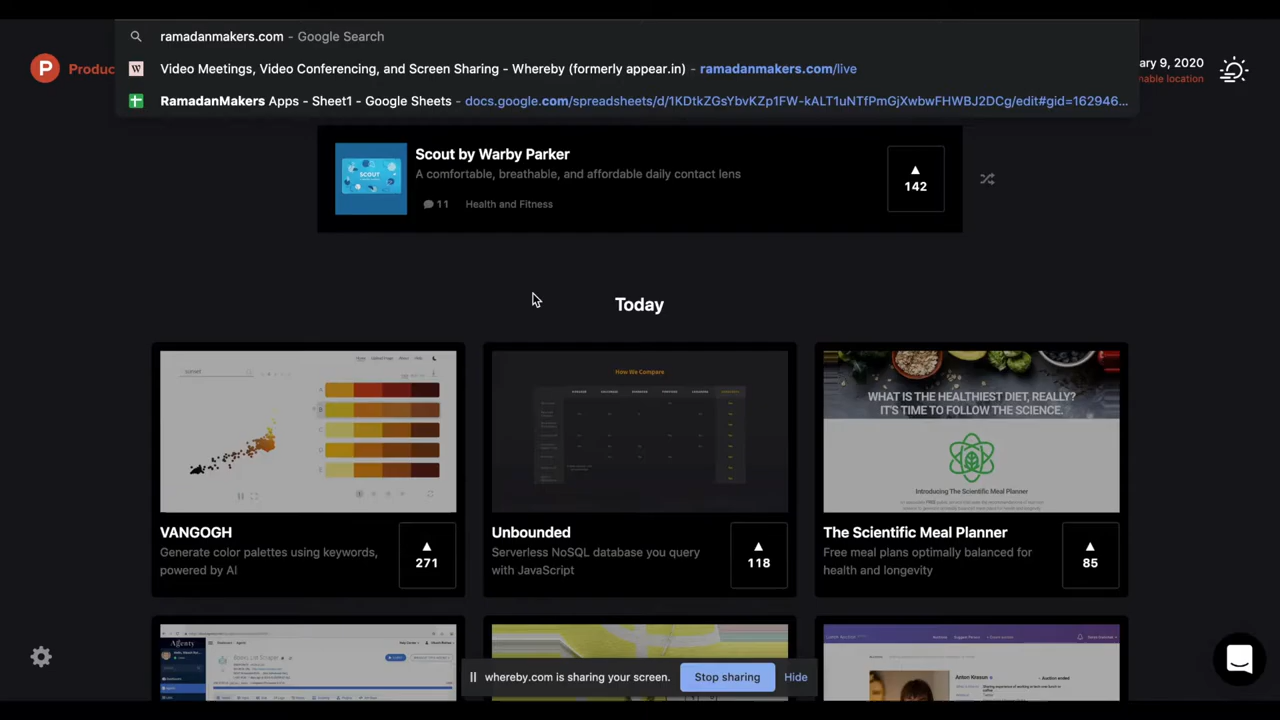 ramadanmakers.com - Google Search
Video Meetings, Video Conferencing, and Screen Sharing - Whereby (formerly appear.in) - ramadanmakers.com/live
RamadanMakers Apps - Sheet1 - Google Sheets - docs.google.com/spreadsheets/d/1KDtkZGsYbvKZp1FW-kALT1uNTfPmGjXwbwFHWBJ2DCg/edit#gid=162946...
P Produc
ary 9, 2020
nable location
SCOUT
Scout by Warby Parker
A comfortable, breathable, and affordable daily contact lens
11 Health and Fitness
142
Today
sunset
How We Compare
WHAT IS THE HEALTHIEST DIET, REALLY?
IT'S TIME TO FOLLOW THE SCIENCE.
Introducing The Scientific Meal Planner
VANGOGH
Generate color palettes using keywords,
powered by AI
271
Unbounded
Serverless NoSQL database you query
with JavaScript
118
The Scientific Meal Planner
Free meal plans optimally balanced for
health and longevity
85
Agenty
whereby.com is sharing your screen.
Stop sharing
Hide